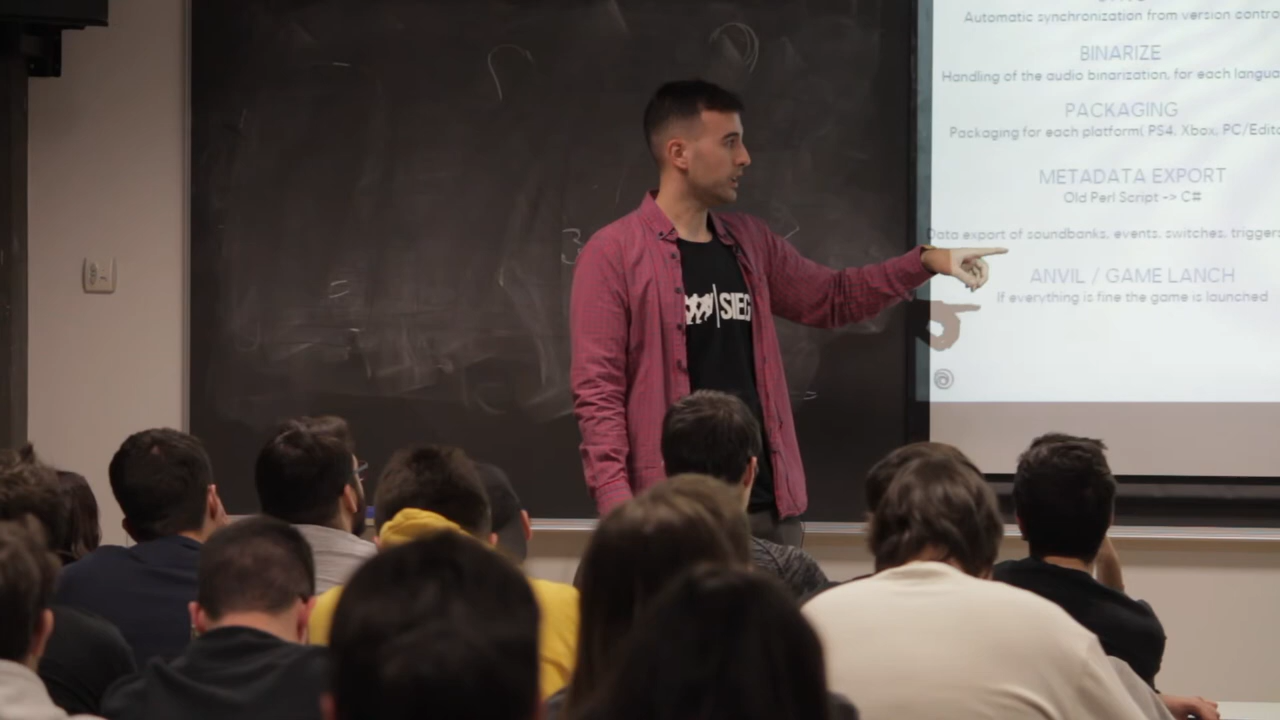 Automatic synchronization from version contro
BINARIZE
Handling of the audio binarization, for each langua
PACKAGING
Packaging for each platform( PS4, Xbox, PC/Edito
METADATA EXPORT
Old Perl Script -> C#
Data export of soundbanks, events, switches, triggers
ANVIL / GAME LANCH
If everything is fine the game is launched
SIEG
3